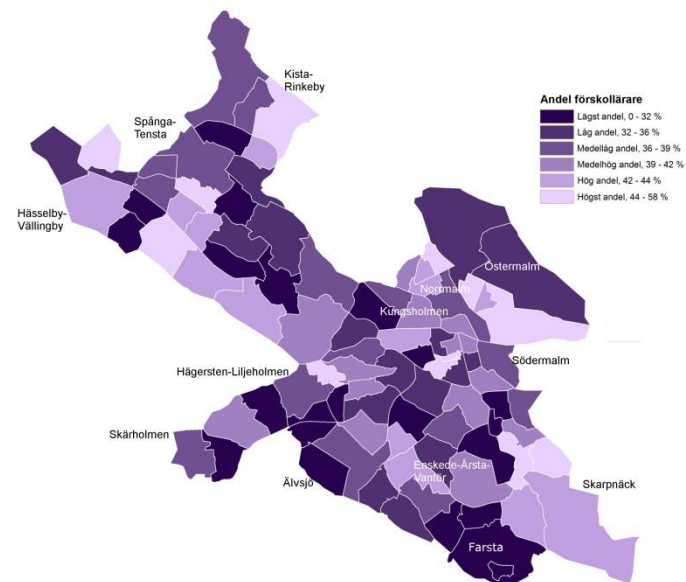 Kista-
Rinkeby
Spånga-
Tensta
Andel förskollärare
Lägst andel, 0 - 32 %
Låg andel, 32 - 36 %
Medellåg andel, 36 - 39 %
Medelhög andel, 39 - 42 %
Hög andel, 42 - 44 %
Högst andel, 44 - 58 %
Hässelby-
Vällingby
Östermalm
Norrmalm
Kungsholmen
Södermalm
Hägersten-Liljeholmen
Skärholmen
Enskede-Årsta-
Vantör
Älvsjö
Skarpnäck
Farsta